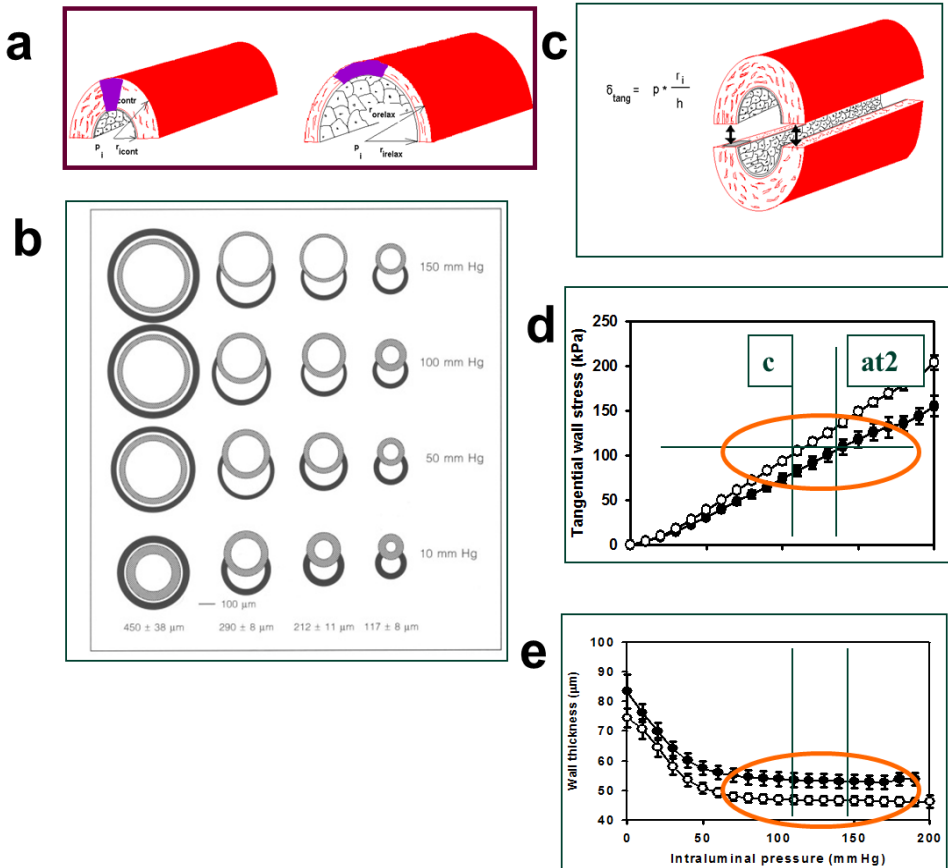 a
contr
p
i
r icont
r orelax
p
i
r irelax
b
150 mm Hg
100 mm Hg
50 mm Hg
10 mm Hg
100 µm
450 ± 38 µm
290 ± 8 µm
212 ± 11 µm
117 ± 8 µm
c
δ tang = p * r i
h
d
Tangential wall stress (kPa)
250
200
150
100
50
0
c
at2
e
Wall thickness (µm)
100
90
80
70
60
50
40
0
50
100
150
200
Intraluminal pressure (mm Hg)